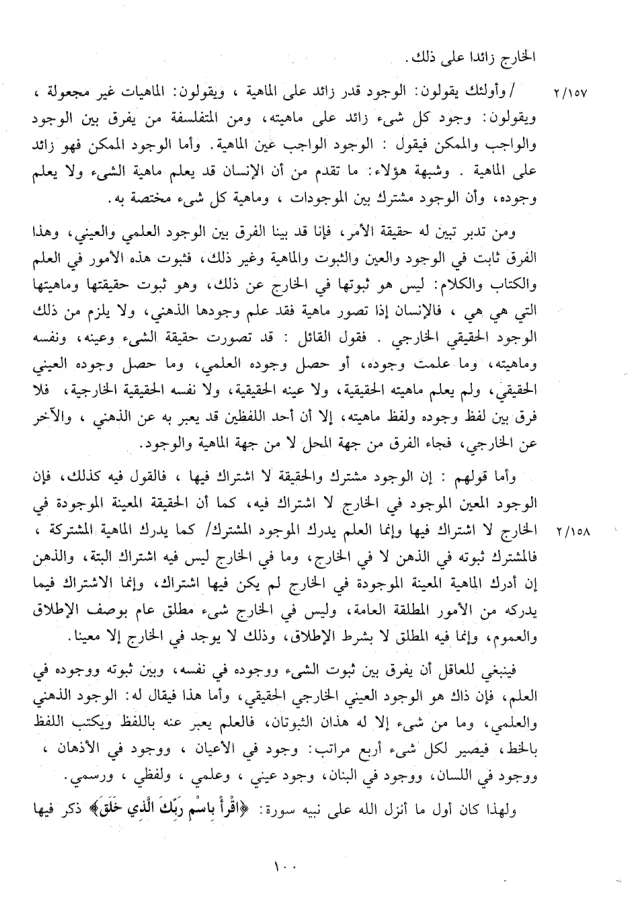 الخارج زائدا على ذلك.
٢/١٥٧ / وأولئك يقولون: الوجود قدر زائد على الماهية ، ويقولون: الماهيات غير مجعولة ،
ويقولون: وجود كل شىء زائد على ماهيته، ومن المتفلسفة من يفرق بين الوجود
والواجب والممكن فيقول : الوجود الواجب عين الماهية. وأما الوجود الممكن فهو زائد
على الماهية . وشبهة هؤلاء: ما تقدم من أن الإنسان قد يعلم ماهية الشىء ولا يعلم
وجوده، وأن الوجود مشترك بين الموجودات ، وماهية كل شىء مختصة به.
ومن تدبر تبين له حقيقة الأمر، فإنا قد بينا الفرق بين الوجود العلمي والعيني، وهذا
الفرق ثابت في الوجود والعين والثبوت والماهية وغير ذلك، فثبوت هذه الأمور في العلم
والكتاب والكلام: ليس هو ثبوتها في الخارج عن ذلك، وهو ثبوت حقيقتها وماهيتها
التي هي هي ، فالإنسان إذا تصور ماهية فقد علم وجودها الذهني، ولا يلزم من ذلك
الوجود الحقيقي الخارجي . فقول القائل : قد تصورت حقيقة الشىء وعينه، ونفسه
وماهيته، وما علمت وجوده، أو حصل وجوده العلمي، وما حصل وجوده العيني
الحقيقي، ولم يعلم ماهيته الحقيقية، ولا عينه الحقيقية، ولا نفسه الحقيقية الخارجية، فلا
فرق بين لفظ وجوده ولفظ ماهيته، إلا أن أحد اللفظين قد يعبر به عن الذهني ، والآخر
عن الخارجي، فجاء الفرق من جهة المحل لا من جهة الماهية والوجود.
وأما قولهم : إن الوجود مشترك والحقيقة لا اشتراك فيها ، فالقول فيه كذلك، فإن
الوجود المعين الموجود في الخارج لا اشتراك فيه، كما أن الحقيقة المعينة الموجودة في
٢/١٥٨ الخارج لا اشتراك فيها وإنما العلم يدرك الموجود المشترك/ كما يدرك الماهية المشتركة ،
فالمشترك ثبوته في الذهن لا في الخارج، وما في الخارج ليس فيه اشتراك البتة، والذهن
إن أدرك الماهية المعينة الموجودة في الخارج لم يكن فيها اشتراك، وإنما الاشتراك فيما
يدركه من الأمور المطلقة العامة، وليس في الخارج شىء مطلق عام بوصف الإطلاق
والعموم، وإنما فيه المطلق لا بشرط الإطلاق، وذلك لا يوجد في الخارج إلا معينا.
فينبغي للعاقل أن يفرق بين ثبوت الشىء ووجوده في نفسه، وبين ثبوته ووجوده في
العلم، فإن ذاك هو الوجود العيني الخارجي الحقيقي، وأما هذا فيقال له: الوجود الذهني
والعلمي، وما من شىء إلا له هذان الثبوتان، فالعلم يعبر عنه باللفظ ويكتب اللفظ
بالخط، فيصير لكل شىء أربع مراتب: وجود في الأعيان ، ووجود في الأذهان ،
ووجود في اللسان، ووجود في البنان، وجود عيني ، وعلمي ، ولفظي ، ورسمي.
ولهذا كان أول ما أنزل الله على نبيه سورة: ﴿اقْرَأْ بِاسْمِ رَبِّكَ الَّذِي خَلَقَ﴾ ذكر فيها
١٠٠